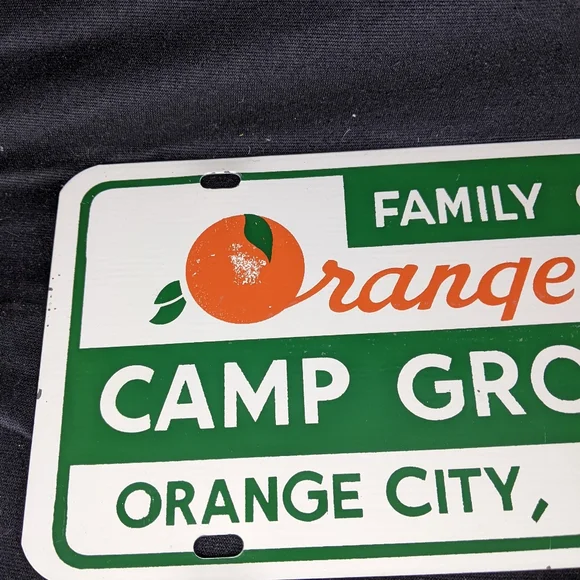 FAMILY
Orange
CAMP GRO
ORANGE CITY,